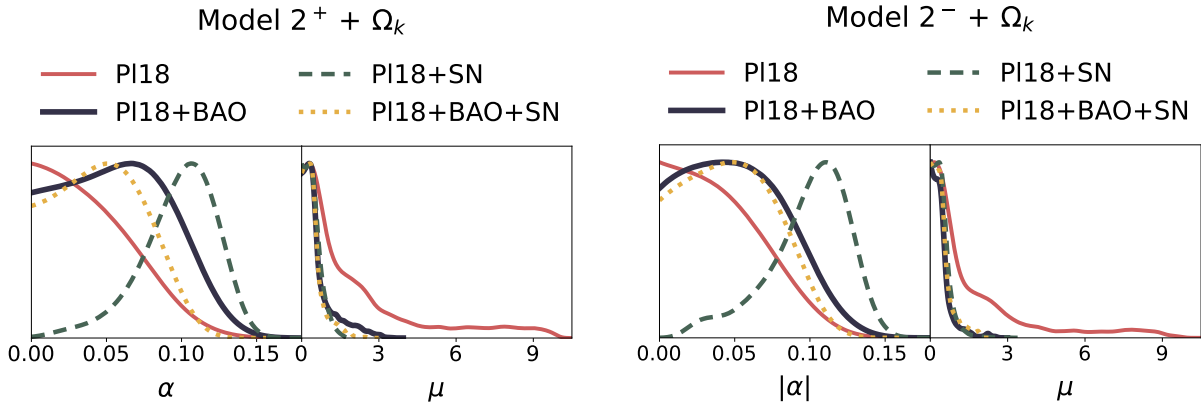 Model 2⁺ + Ωₖ
Pl18
Pl18+SN
Pl18+BAO
Pl18+BAO+SN
0.00 0.05 0.10 0.15 0 3 6 9
α μ
Model 2⁻ + Ωₖ
Pl18
Pl18+SN
Pl18+BAO
Pl18+BAO+SN
0.00 0.05 0.10 0.15 0 3 6 9
|α| μ